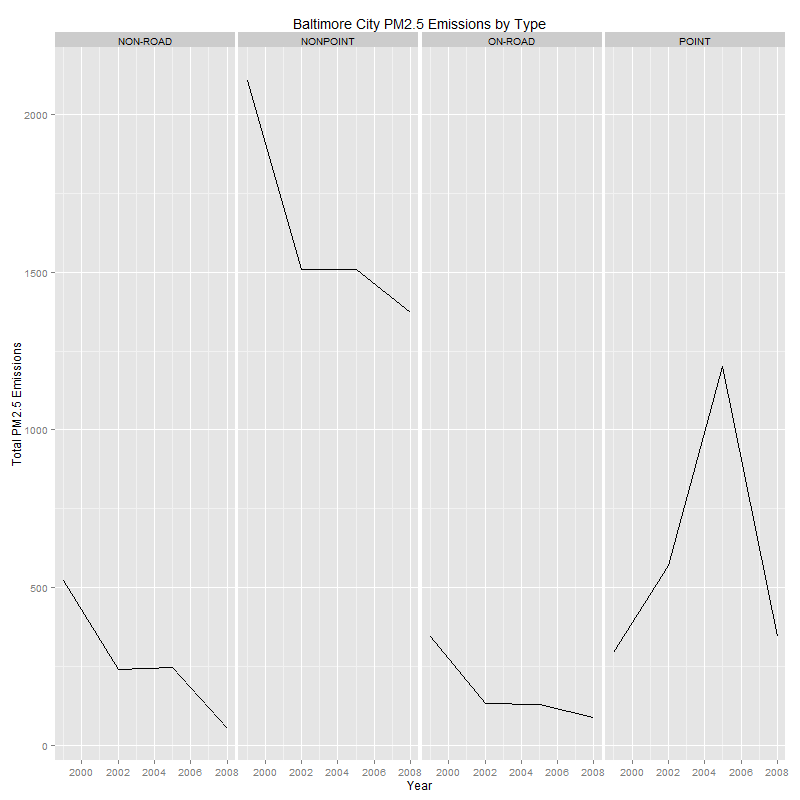 Baltimore City PM2.5 Emissions by Type
NON-ROAD NONPOINT ON-ROAD POINT
2000
1500
1000
500
0
Total PM2.5 Emissions
2000 2002 2004 2006 2008 2000 2002 2004 2006 2008 2000 2002 2004 2006 2008 2000 2002 2004 2006 2008
Year